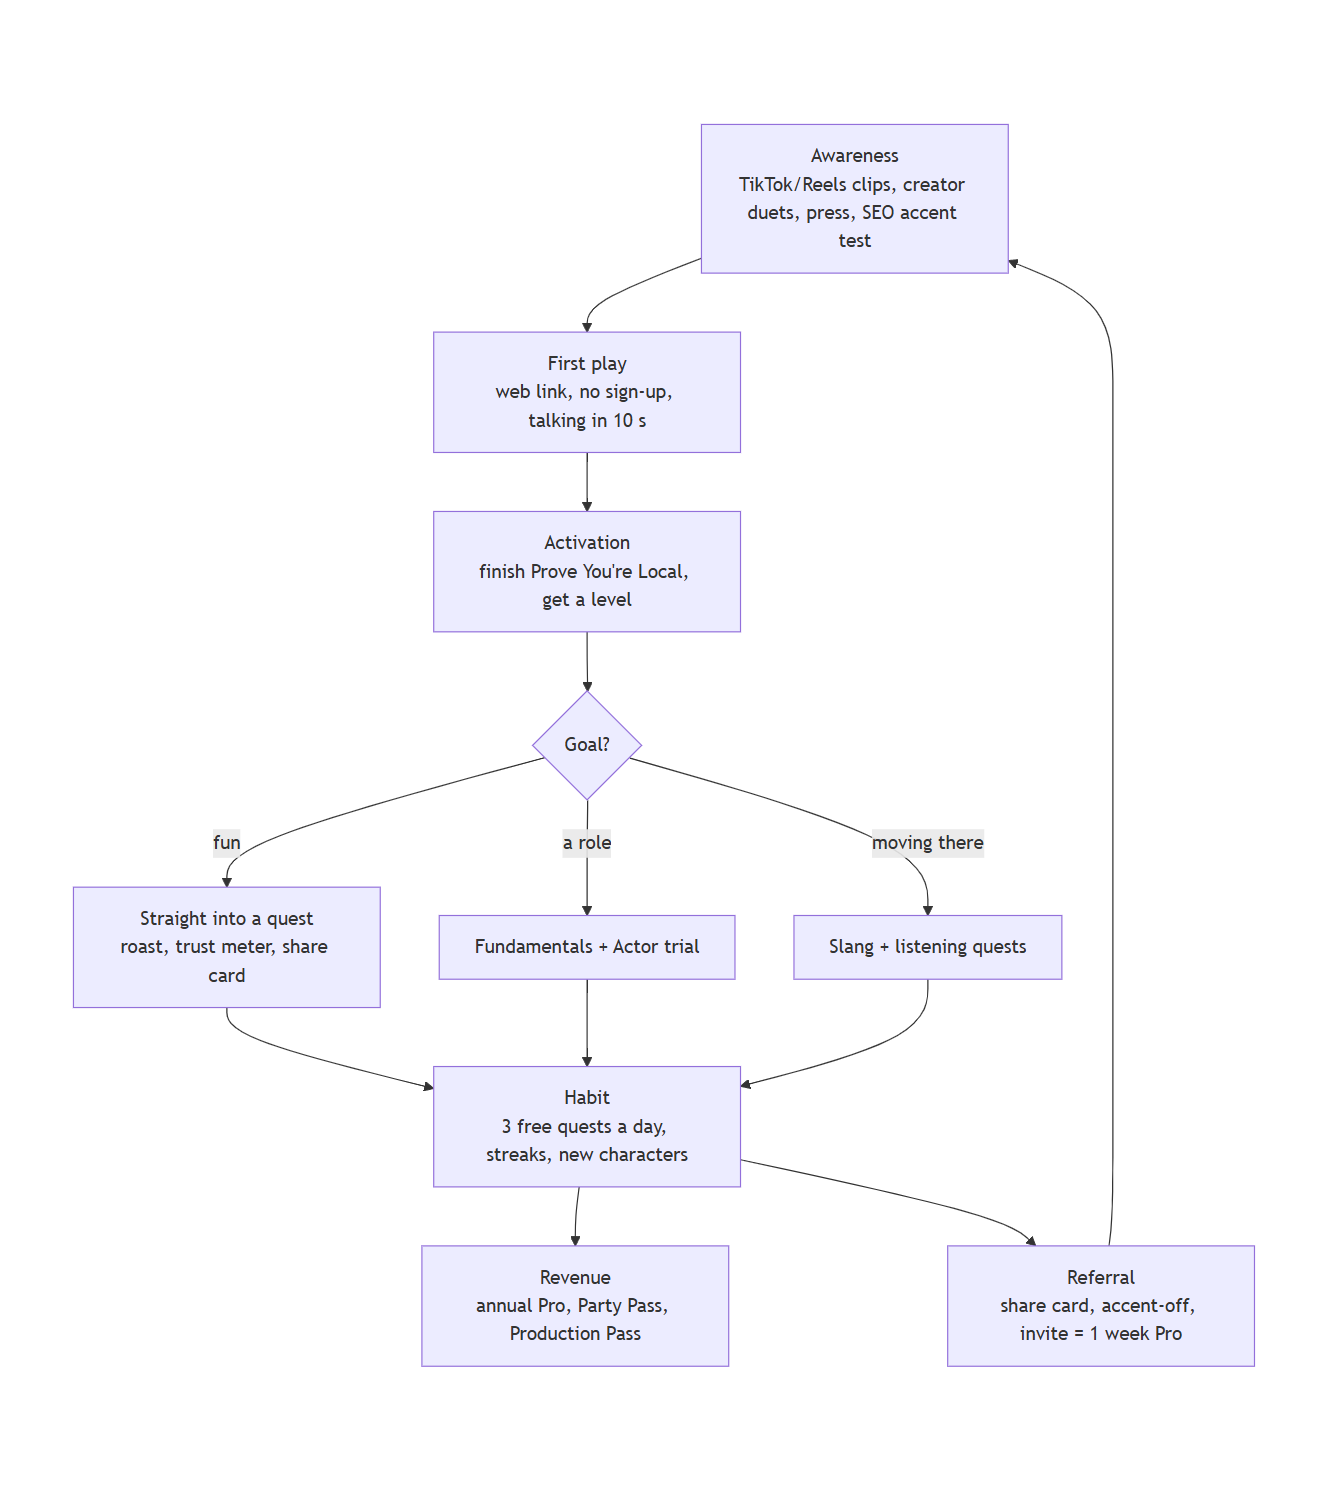 Awareness
TikTok/Reels clips, creator
duets, press, SEO accent
test
First play
web link, no sign-up,
talking in 10 s
Activation
finish Prove You're Local,
get a level
Goal?
fun
a role
moving there
Straight into a quest
roast, trust meter, share
card
Fundamentals + Actor trial
Slang + listening quests
Habit
3 free quests a day,
streaks, new characters
Revenue
annual Pro, Party Pass,
Production Pass
Referral
share card, accent-off,
invite = 1 week Pro